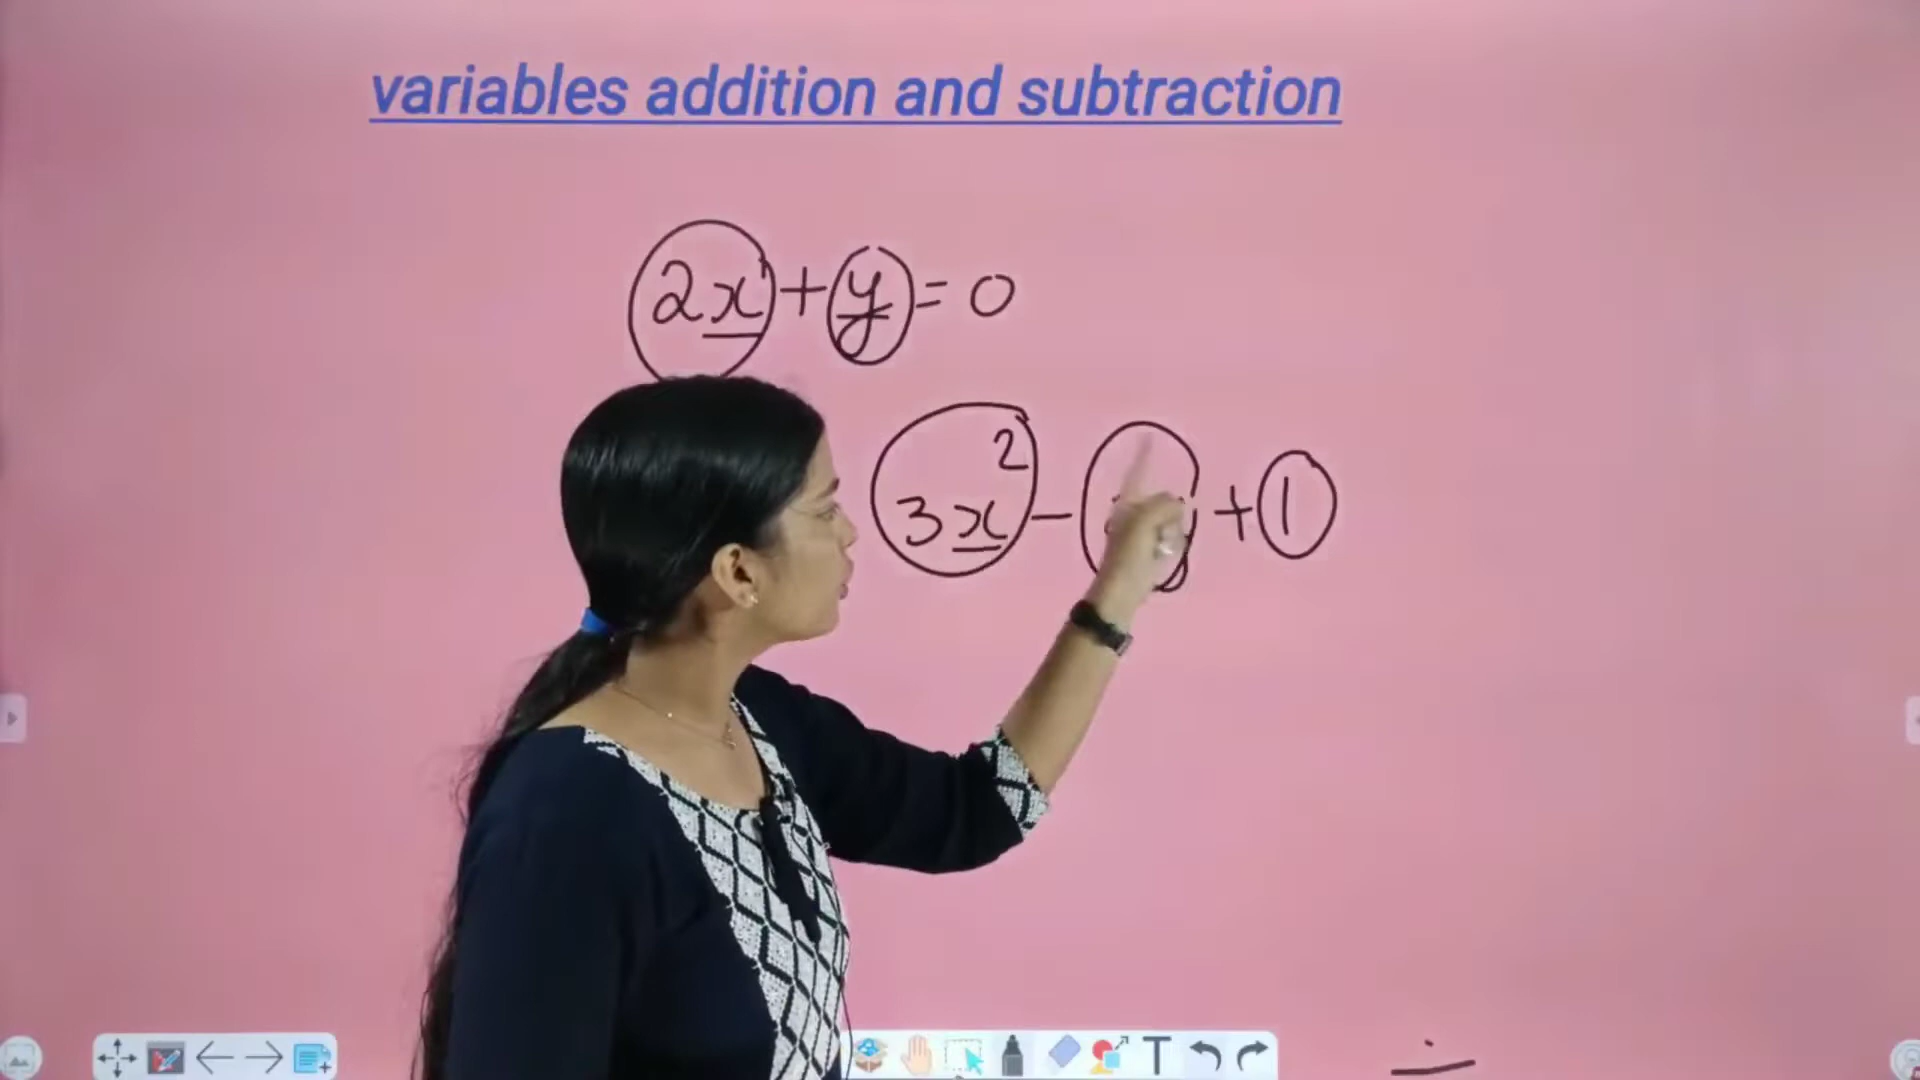 variables addition and subtraction
2x + y = 0
3x² - + 1